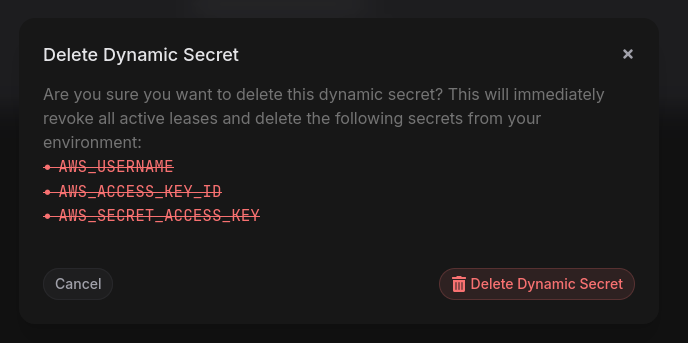 Delete Dynamic Secret
Are you sure you want to delete this dynamic secret? This will immediately
revoke all active leases and delete the following secrets from your
environment:
• AWS_USERNAME
• AWS_ACCESS_KEY_ID
• AWS_SECRET_ACCESS_KEY
Cancel
Delete Dynamic Secret